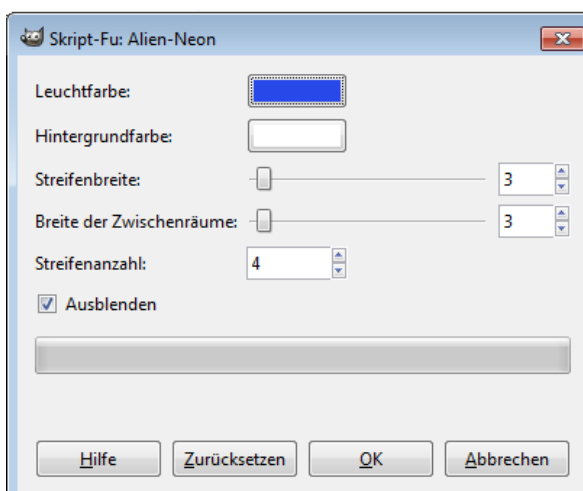 Skript-Fu: Alien-Neon
Leuchtfarbe:
Hintergrundfarbe:
Streifenbreite: 3
Breite der Zwischenräume: 3
Streifenanzahl: 4
Ausblenden
Hilfe Zurücksetzen OK Abbrechen